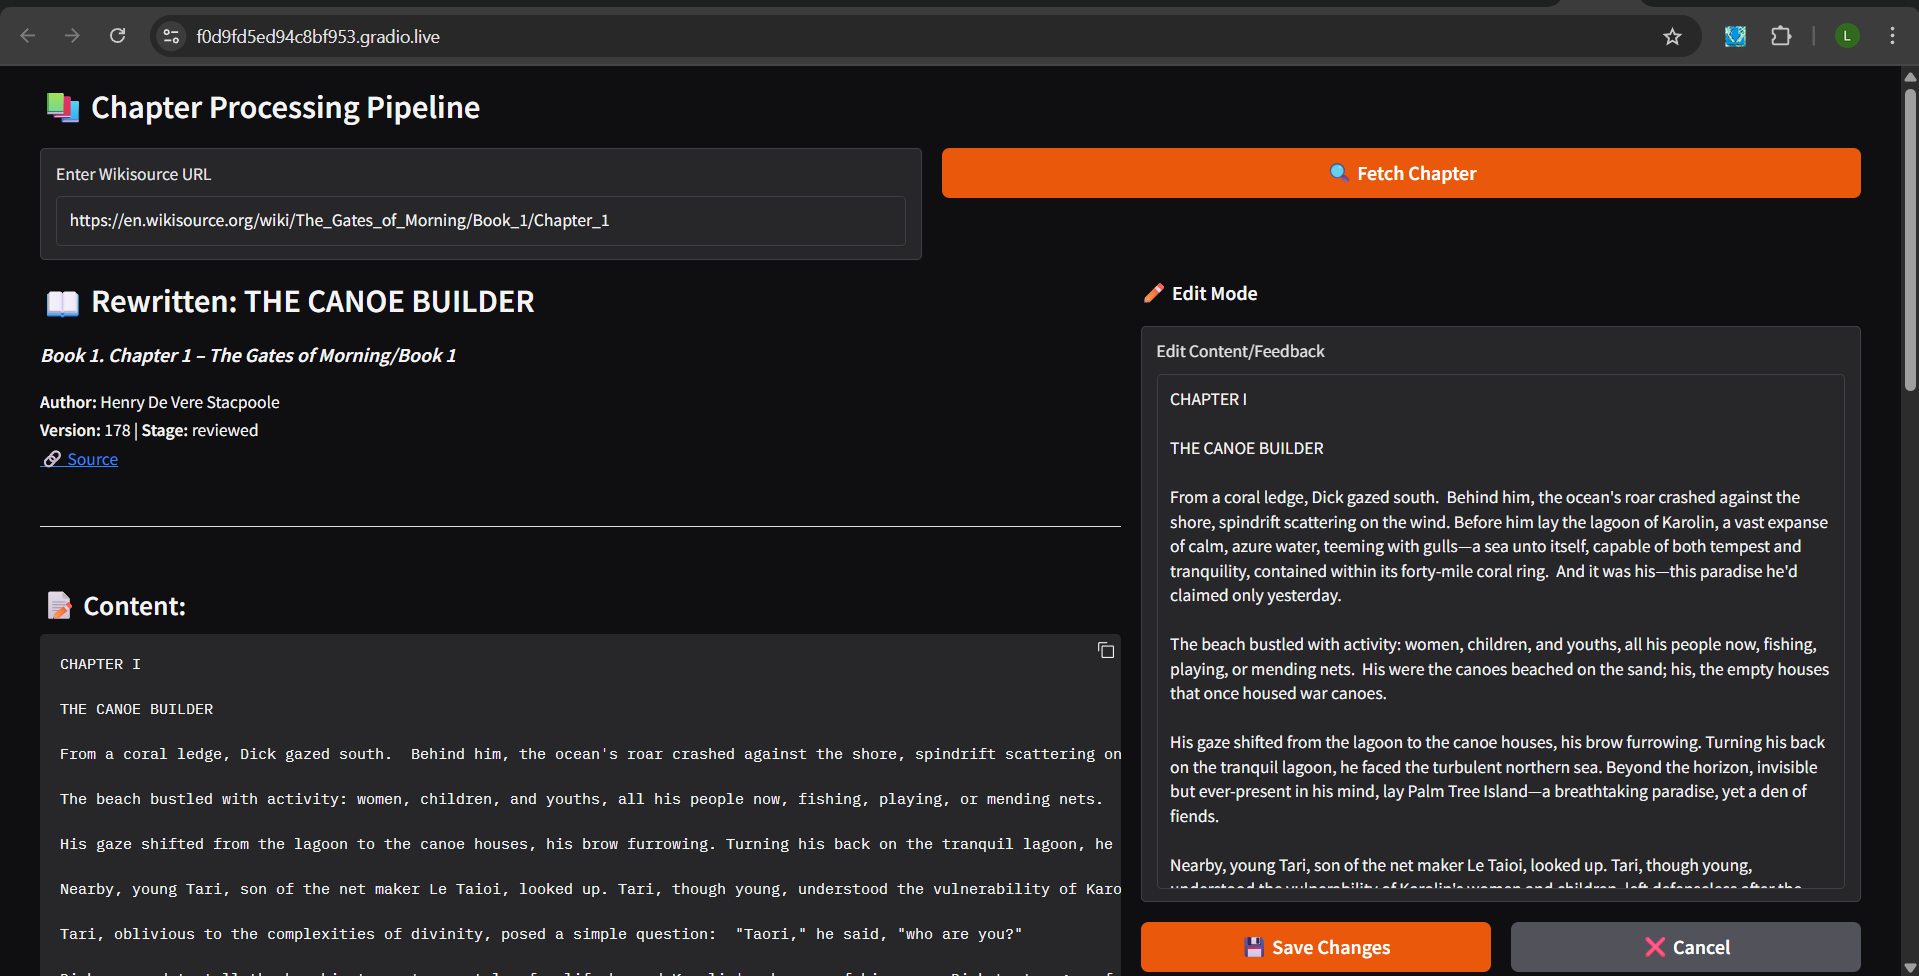 f0d9fd5ed94c8bf953.gradio.live
L
Chapter Processing Pipeline
Enter Wikisource URL
https://en.wikisource.org/wiki/The_Gates_of_Morning/Book_1/Chapter_1
Fetch Chapter
Rewritten: THE CANOE BUILDER
Book 1. Chapter 1 – The Gates of Morning/Book 1
Author: Henry De Vere Stacpoole
Version: 178 | Stage: reviewed
Source
Content:
CHAPTER I
THE CANOE BUILDER
From a coral ledge, Dick gazed south.  Behind him, the ocean's roar crashed against the shore, spindrift scattering on
The beach bustled with activity: women, children, and youths, all his people now, fishing, playing, or mending nets.
His gaze shifted from the lagoon to the canoe houses, his brow furrowing. Turning his back on the tranquil lagoon, he
Nearby, young Tari, son of the net maker Le Taioi, looked up. Tari, though young, understood the vulnerability of Karo
Tari, oblivious to the complexities of divinity, posed a simple question:  "Taori," he said, "who are you?"
Edit Mode
Edit Content/Feedback
CHAPTER I
THE CANOE BUILDER
From a coral ledge, Dick gazed south.  Behind him, the ocean's roar crashed against the
shore, spindrift scattering on the wind. Before him lay the lagoon of Karolin, a vast expanse
of calm, azure water, teeming with gulls—a sea unto itself, capable of both tempest and
tranquility, contained within its forty-mile coral ring.  And it was his—this paradise he'd
claimed only yesterday.
The beach bustled with activity: women, children, and youths, all his people now, fishing,
playing, or mending nets.  His were the canoes beached on the sand; his, the empty houses
that once housed war canoes.
His gaze shifted from the lagoon to the canoe houses, his brow furrowing. Turning his back
on the tranquil lagoon, he faced the turbulent northern sea. Beyond the horizon, invisible
but ever-present in his mind, lay Palm Tree Island—a breathtaking paradise, yet a den of
fiends.
Nearby, young Tari, son of the net maker Le Taioi, looked up. Tari, though young,
understood the vulnerability of Karolin's women and children, left defenseless after the
Save Changes
Cancel